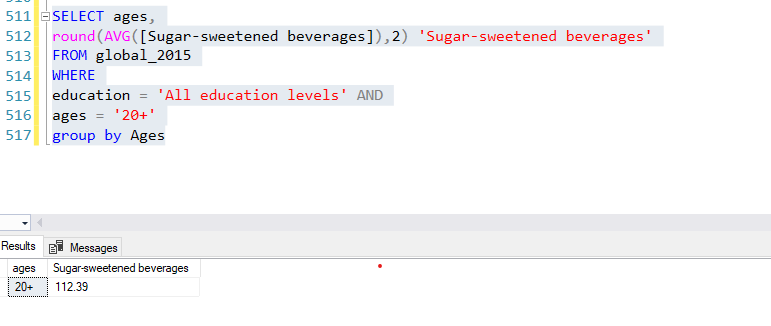 511 SELECT ages,
512 round(AVG([Sugar-sweetened beverages]),2) 'Sugar-sweetened beverages'
513 FROM global_2015
514 WHERE
515 education = 'All education levels' AND
516 ages = '20+'
517 group by Ages
Results Messages
ages Sugar-sweetened beverages
20+ 112.39